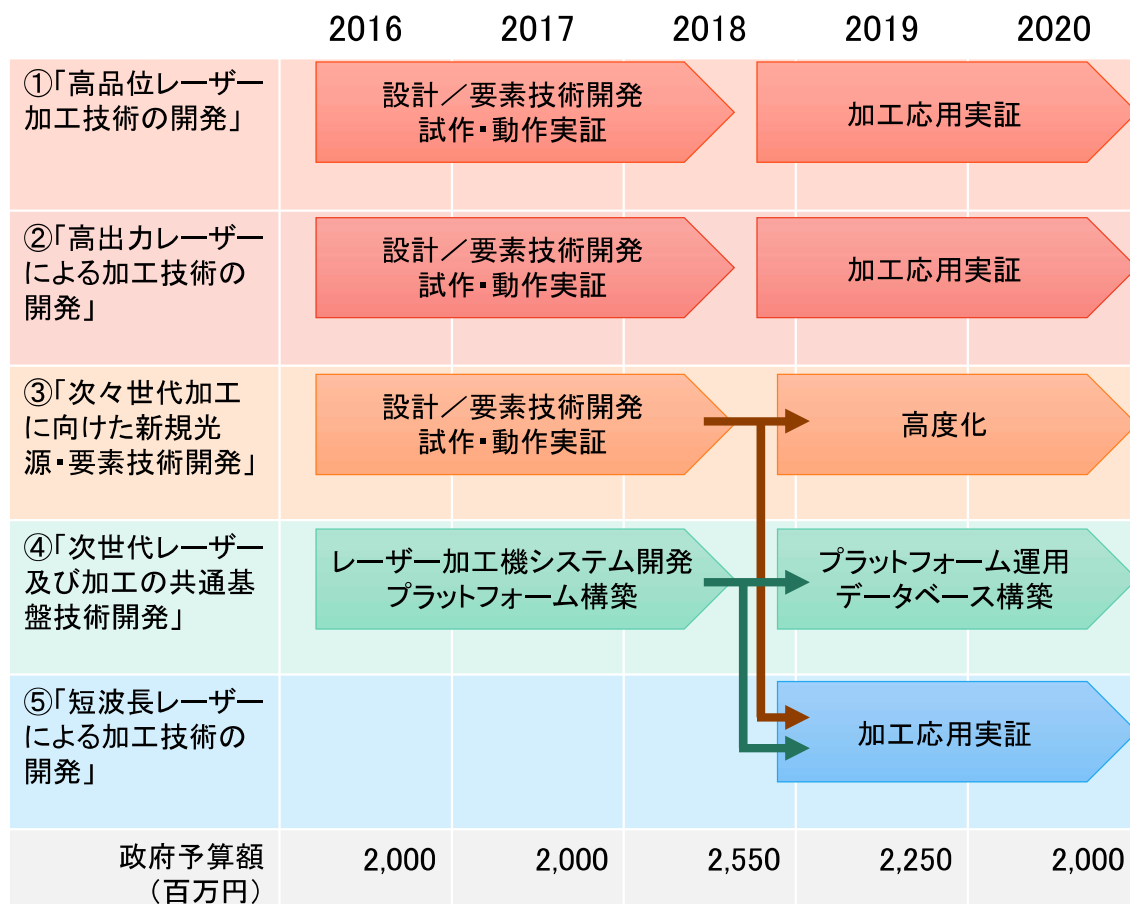 2016 2017 2018 2019 2020
①「高品位レーザー
加工技術の開発」
設計／要素技術開発
試作・動作実証
加工応用実証
②「高出力レーザー
による加工技術の
開発」
設計／要素技術開発
試作・動作実証
加工応用実証
③「次々世代加工
に向けた新規光
源・要素技術開発」
設計／要素技術開発
試作・動作実証
高度化
④「次世代レーザー
及び加工の共通基
盤技術開発」
レーザー加工機システム開発
プラットフォーム構築
プラットフォーム運用
データベース構築
⑤「短波長レーザー
による加工技術の
開発」
加工応用実証
政府予算額
（百万円）
2,000 2,000 2,550 2,250 2,000